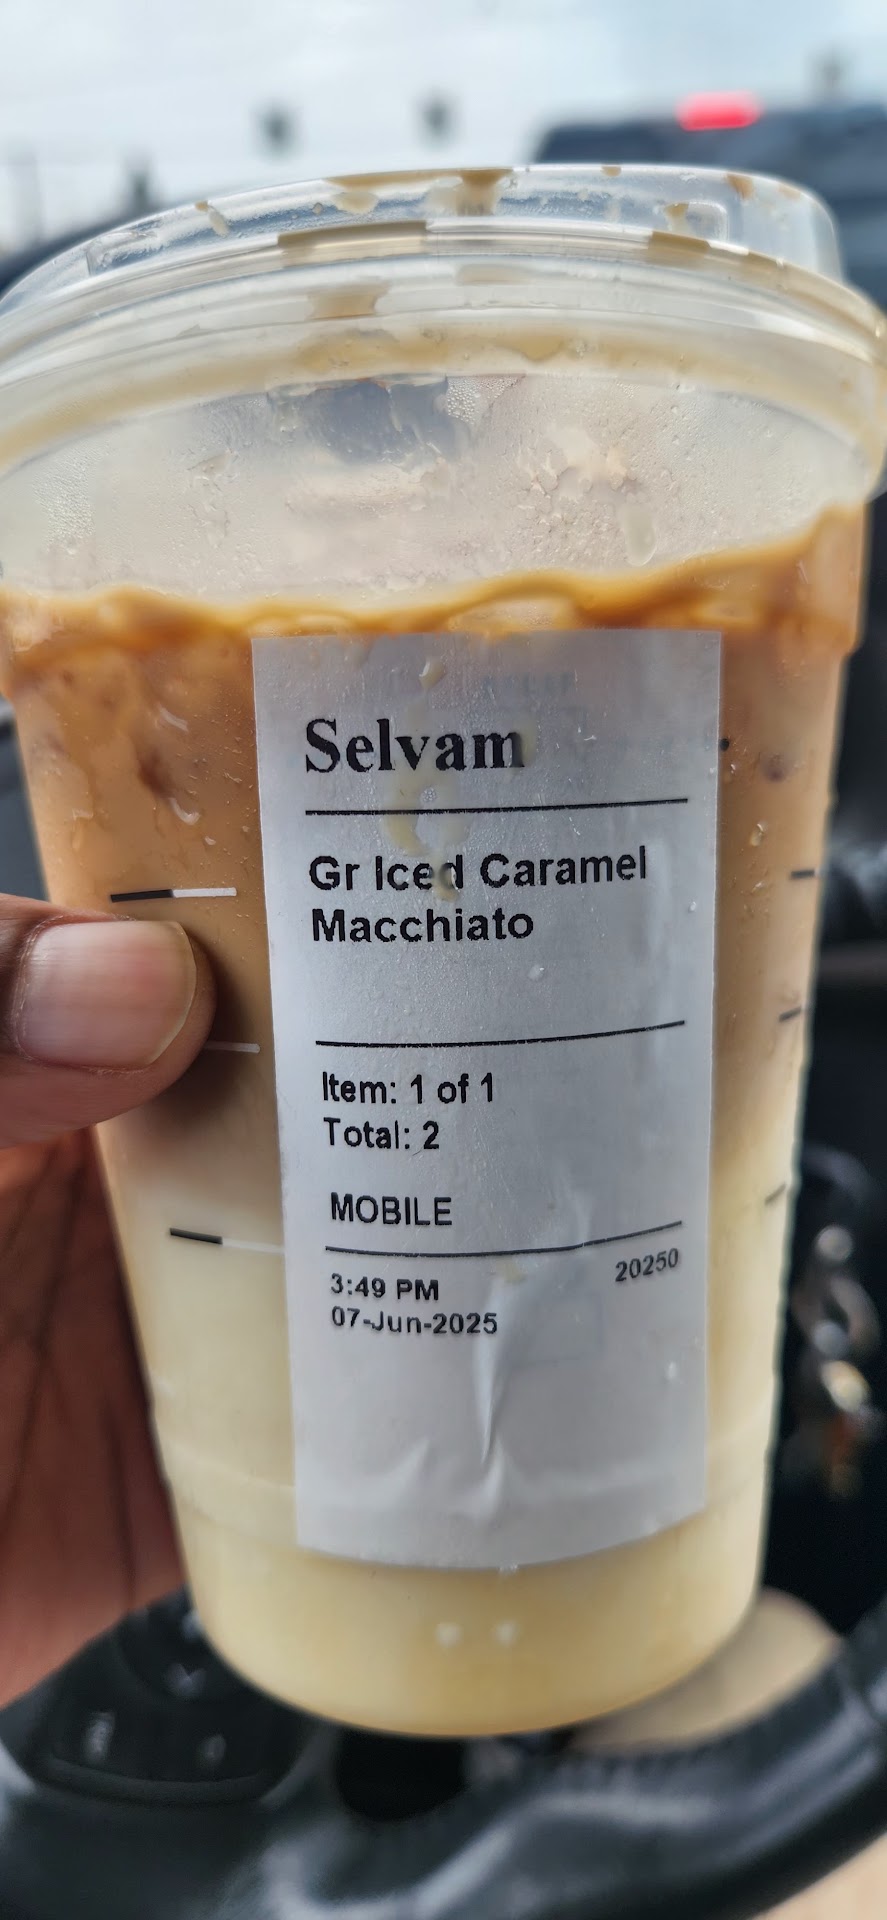 Selvam
Gr Iced Caramel
Macchiato
Item: 1 of 1
Total: 2
MOBILE
20250
3:49 PM
07-Jun-2025